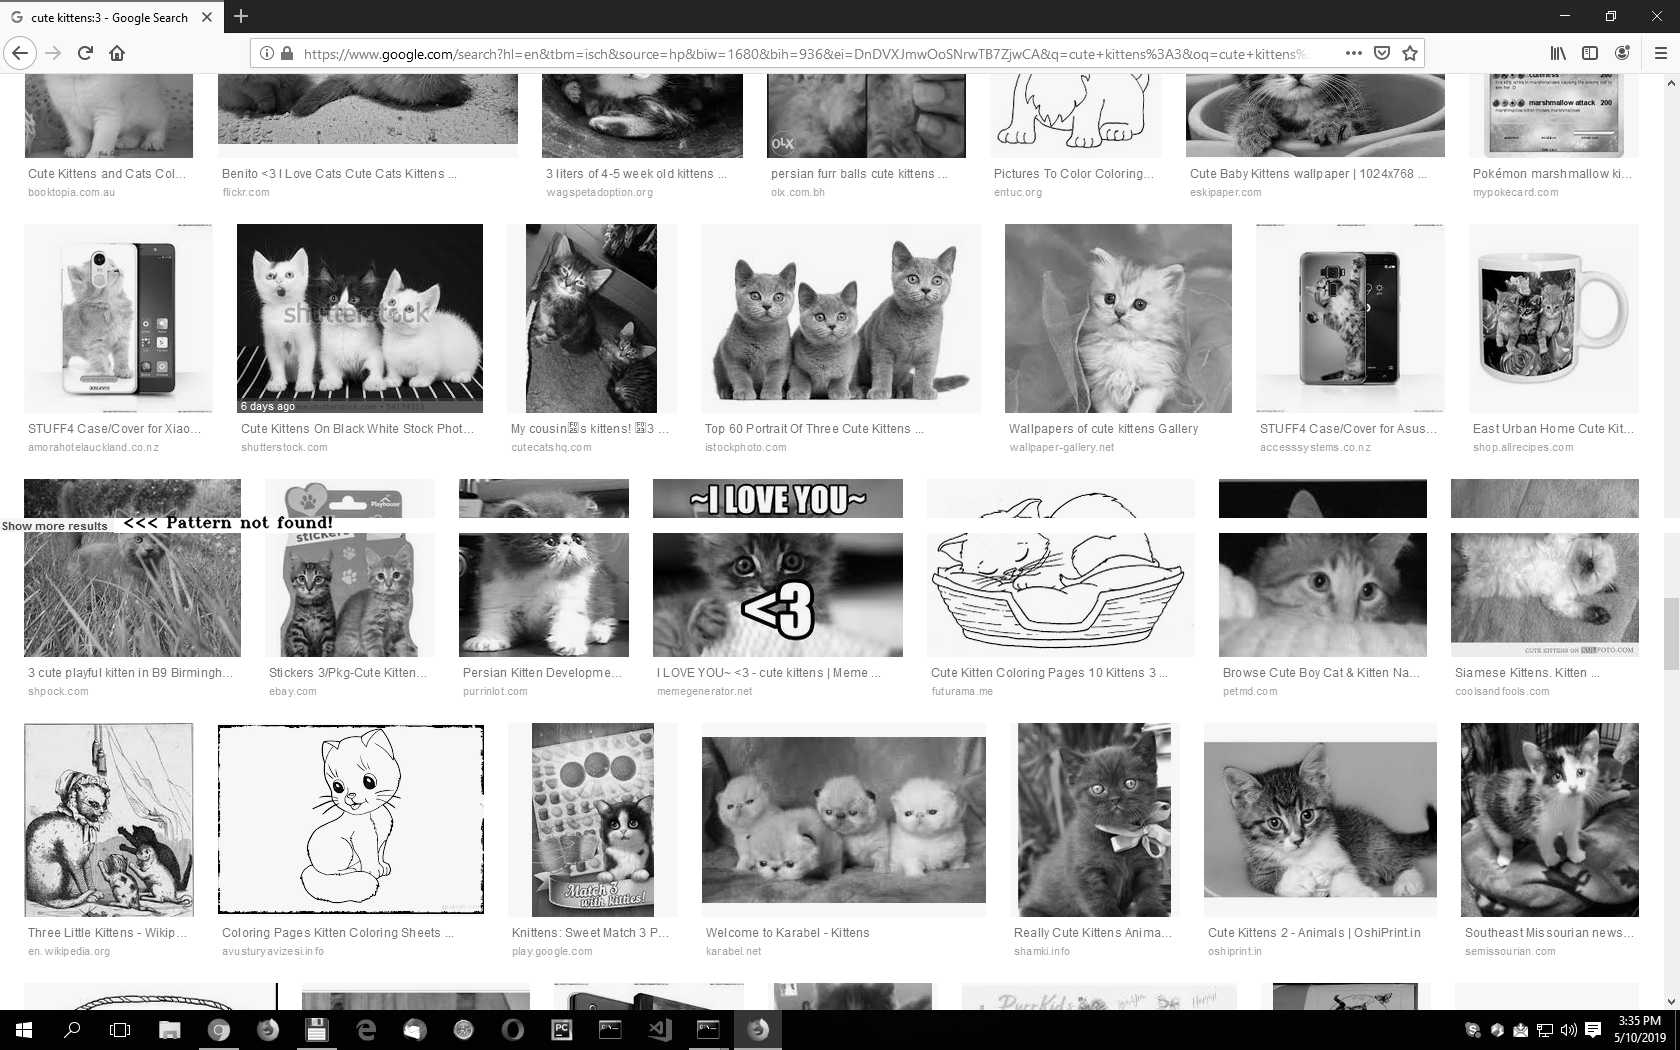 cute kittens:3 - Google Search
https://www.google.com/search?hl=en&tbm=isch&source=hp&biw=1680&bih=936&ei=DnDVXJmwOoSNrwTB7ZjwCA&q=cute+kittens%3A3&oq=cute+kittens%
cuteness 200
marshmallow attack 200
OLX
Cute Kittens and Cats Col...
booktopia.com.au
Benito <3 I Love Cats Cute Cats Kittens ...
flickr.com
3 liters of 4-5 week old kittens ...
wagspetadoption.org
persian furr balls cute kittens ...
olx.com.bh
Pictures To Color Coloring...
entuc.org
Cute Baby Kittens wallpaper | 1024x768 ...
eskipaper.com
Pokémon marshmallow ki...
mypokecard.com
shutterstock
6 days ago
STUFF4 Case/Cover for Xiao...
amorahotelauckland.co.nz
Cute Kittens On Black White Stock Phot...
shutterstock.com
My cousin s kittens! 3 ...
cutecatshq.com
Top 60 Portrait Of Three Cute Kittens ...
istockphoto.com
Wallpapers of cute kittens Gallery
wallpaper-gallery.net
STUFF4 Case/Cover for Asus...
accesssystems.co.nz
East Urban Home Cute Kit...
shop.allrecipes.com
Playhouse
~I LOVE YOU~
Show more results <<< Pattern not found!
stickers
<3
CUTE KITTENS ON
3 cute playful kitten in B9 Birmingh...
shpock.com
Stickers 3/Pkg-Cute Kitten...
ebay.com
Persian Kitten Developme...
purrinlot.com
I LOVE YOU~ <3 - cute kittens | Meme ...
memegenerator.net
Cute Kitten Coloring Pages 10 Kittens 3 ...
futurama.me
Browse Cute Boy Cat & Kitten Na...
petmd.com
Siamese Kittens. Kitten ...
coolsandfools.com
Match 3
with kitties!
Three Little Kittens - Wikip...
en.wikipedia.org
Coloring Pages Kitten Coloring Sheets ...
avusturyavizesi.info
Knittens: Sweet Match 3 P...
play.google.com
Welcome to Karabel - Kittens
karabel.net
Really Cute Kittens Anima...
shamki.info
Cute Kittens 2 - Animals | OshiPrint.in
oshiprint.in
Southeast Missourian news...
semissourian.com
PurrKids
PC
3:35 PM
5/10/2019